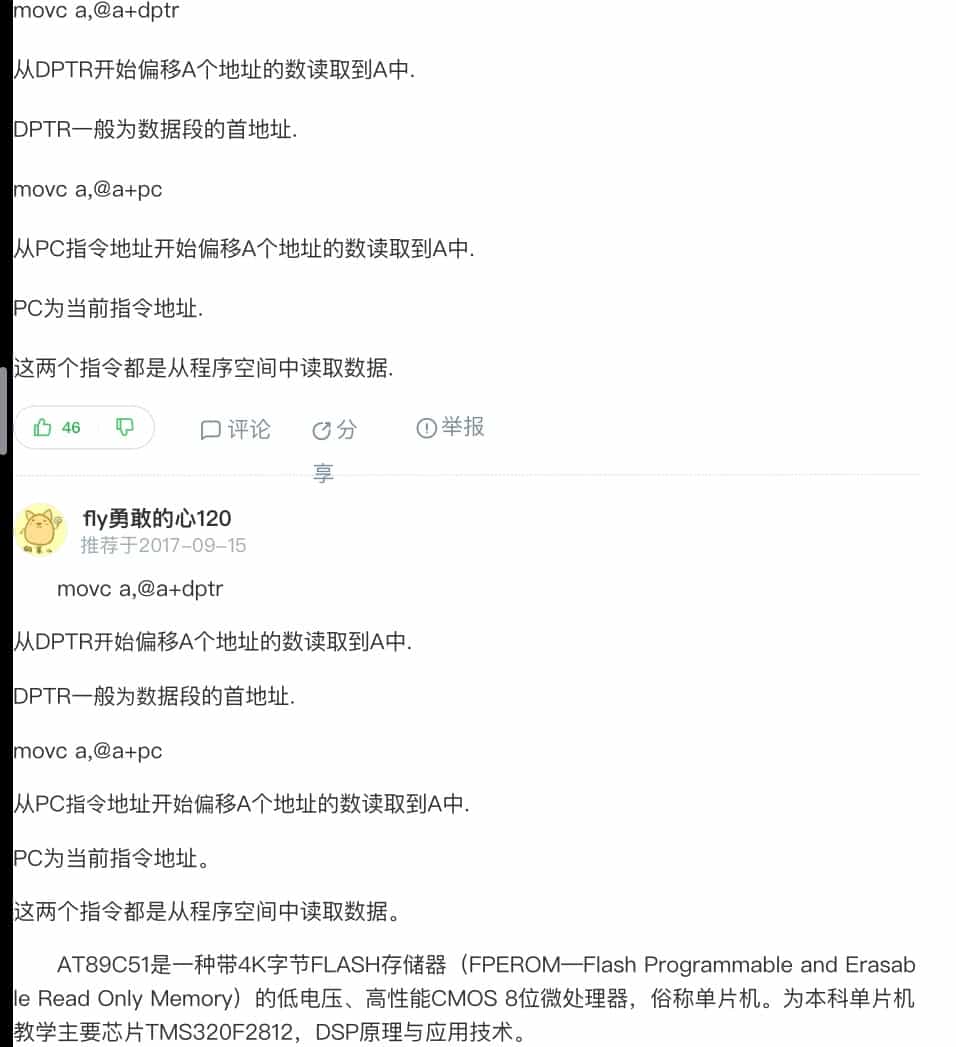 movc a,@a+dptr
从DPTR开始偏移A个地址的数读取到A中.
DPTR一般为数据段的首地址.
movc a,@a+pc
从PC指令地址开始偏移A个地址的数读取到A中.
PC为当前指令地址.
这两个指令都是从程序空间中读取数据.
46 评论 分享 举报
fly勇敢的心120
推荐于2017-09-15
movc a,@a+dptr
从DPTR开始偏移A个地址的数读取到A中.
DPTR一般为数据段的首地址.
movc a,@a+pc
从PC指令地址开始偏移A个地址的数读取到A中.
PC为当前指令地址。
这两个指令都是从程序空间中读取数据。
AT89C51是一种带4K字节FLASH存储器（FPEROM—Flash Programmable and Erasab
le Read Only Memory）的低电压、高性能CMOS 8位微处理器，俗称单片机。为本科单片机
教学主要芯片TMS320F2812，DSP原理与应用技术。